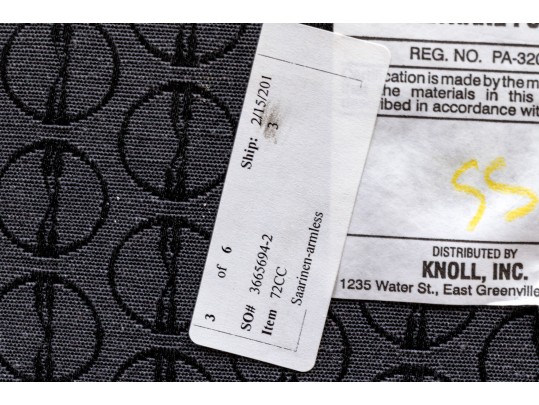 3 of 6
SO# 3665694-2 Ship: 2/15/201
3
Item 72CC
Saarinen-armless
REG. NO. PA-320
cation is made by the m
the materials in this
bed in accordance wit
SS
DISTRIBUTED BY
KNOLL, INC.
1235 Water St., East Greenville